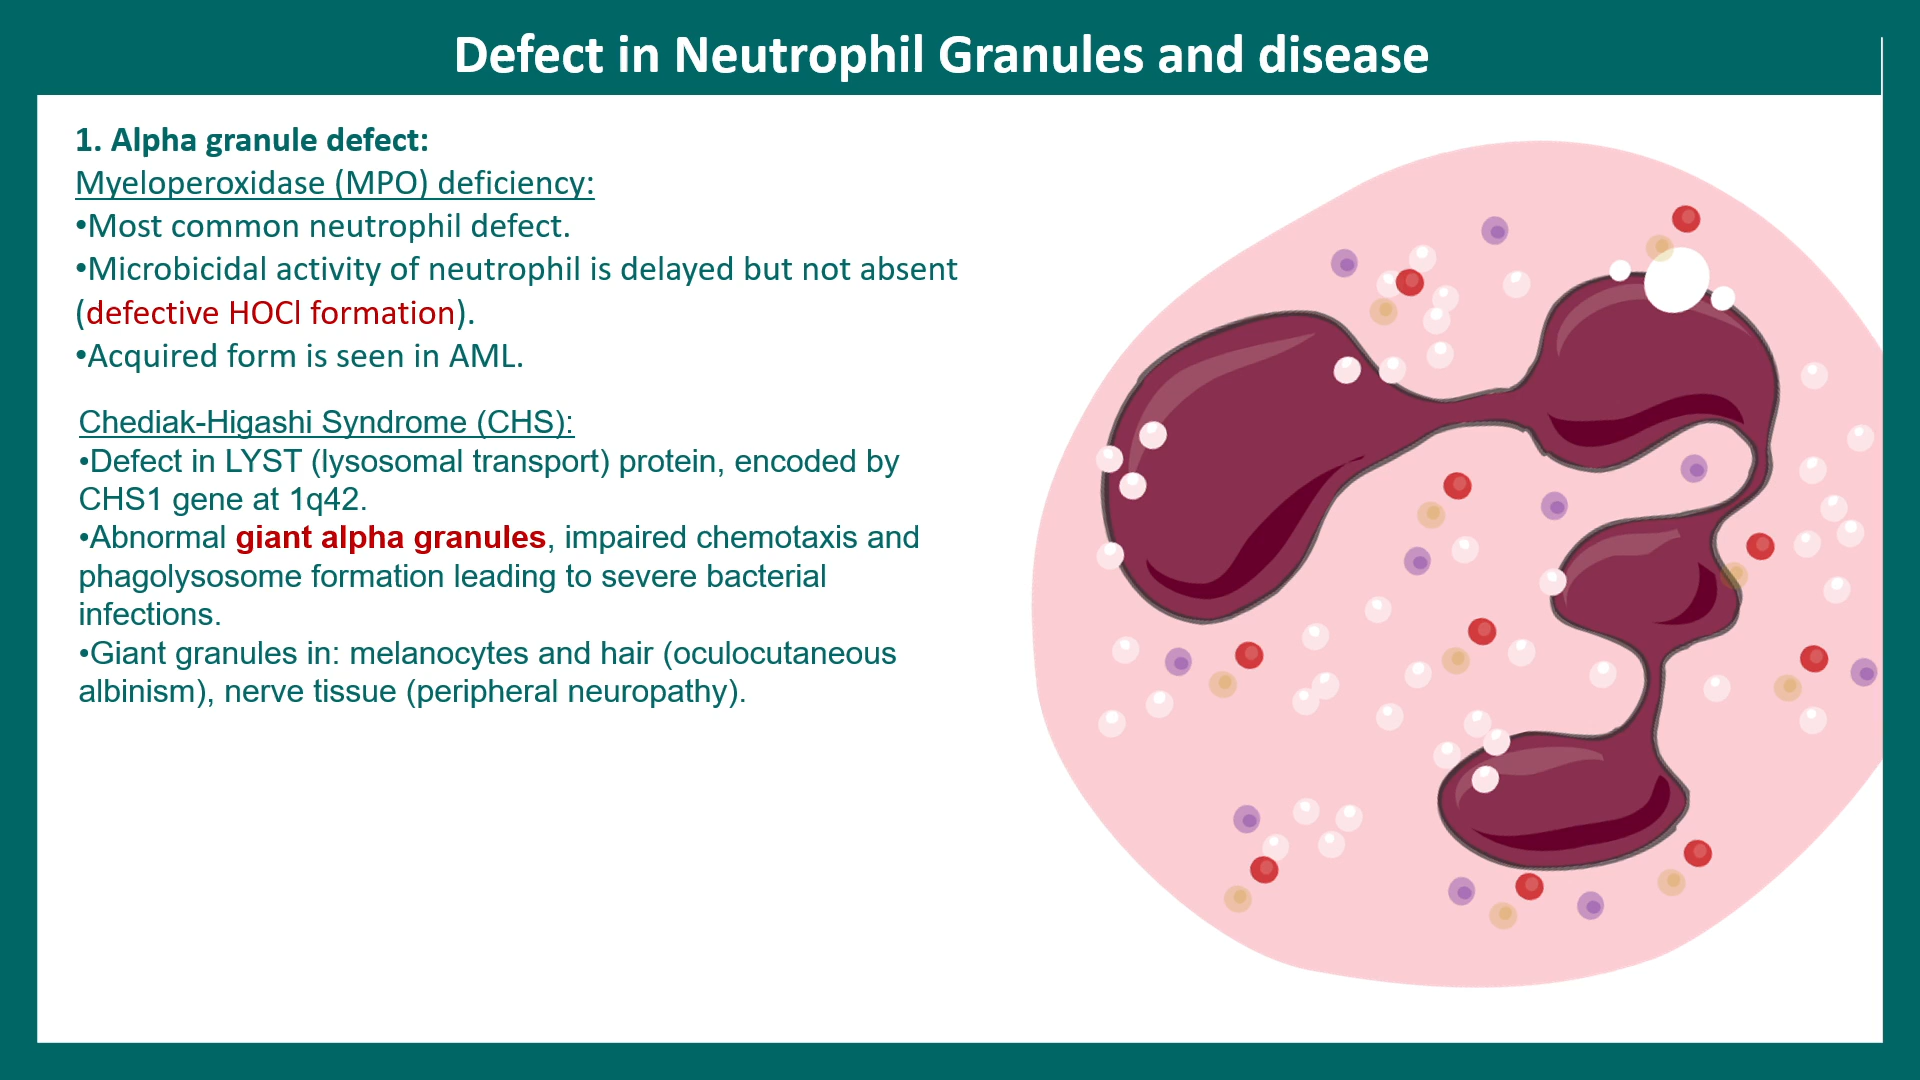 Defect in Neutrophil Granules and disease
1. Alpha granule defect:
Myeloperoxidase (MPO) deficiency:
•Most common neutrophil defect.
•Microbicidal activity of neutrophil is delayed but not absent
(defective HOCl formation).
•Acquired form is seen in AML.
Chediak-Higashi Syndrome (CHS):
•Defect in LYST (lysosomal transport) protein, encoded by
CHS1 gene at 1q42.
•Abnormal giant alpha granules, impaired chemotaxis and
phagolysosome formation leading to severe bacterial
infections.
•Giant granules in: melanocytes and hair (oculocutaneous
albinism), nerve tissue (peripheral neuropathy).